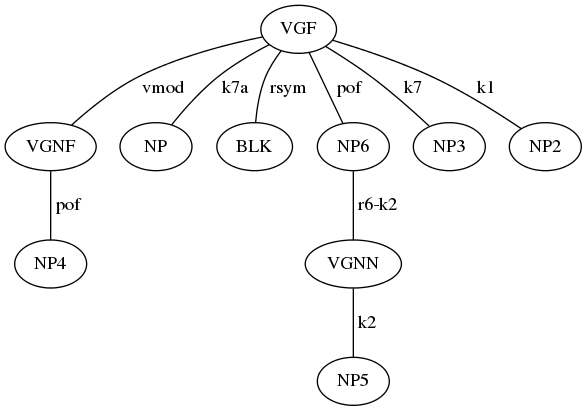 VGF
vmod k7a rsym pof k7 k1
VGNF NP BLK NP6 NP3 NP2
pof r6-k2
NP4 VGNN
k2
NP5